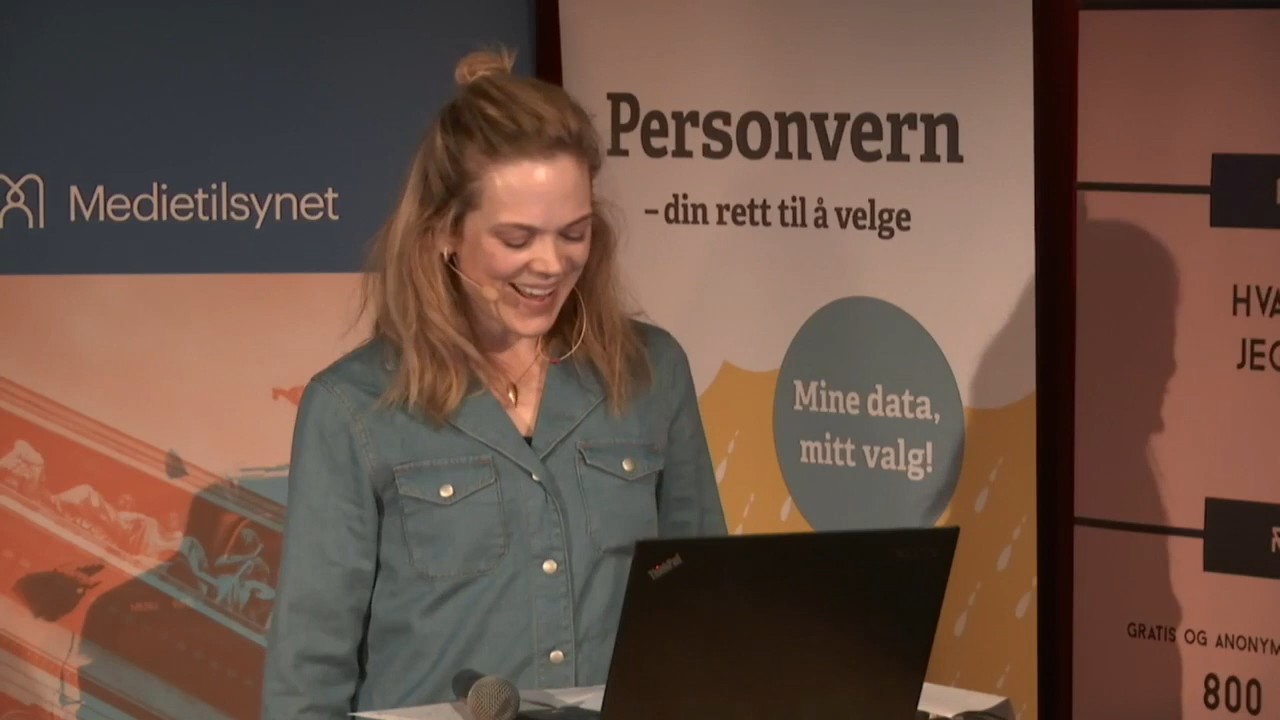 Medietilsynet
Personvern
– din rett til å velge
Mine data,
mitt valg!
ThinkPad
HVA
JEG
GRATIS OG ANONYM
800